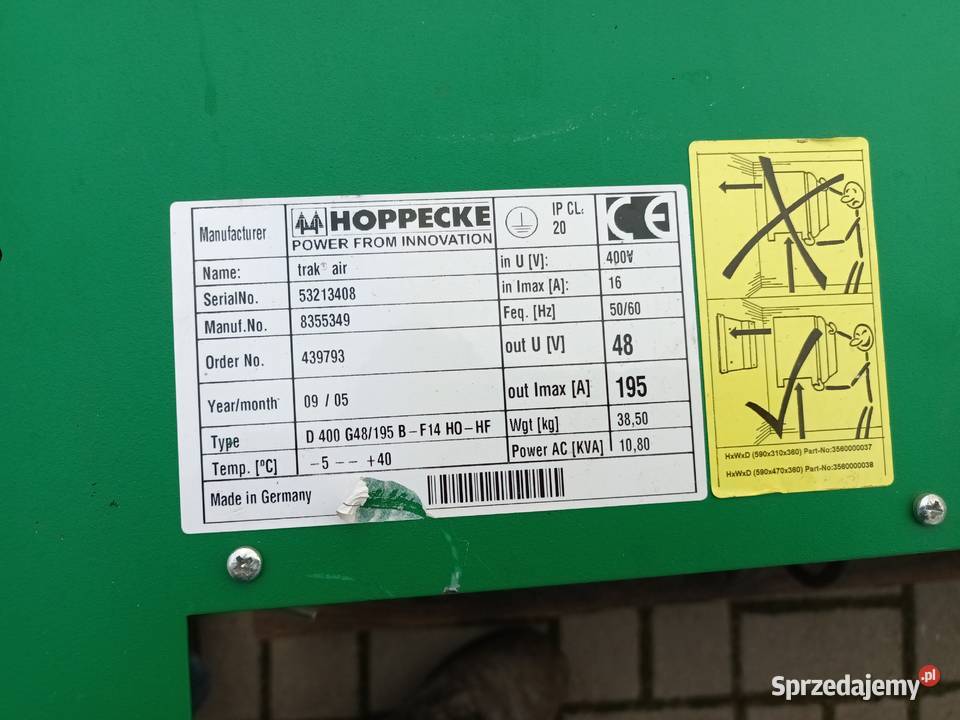 Manufacturer
HOPPECKE
POWER FROM INNOVATION
IP CL:
20
CE
Name: trak® air in U [V]: 400V
SerialNo. 53213408 in Imax [A]: 16
Manuf.No. 8355349 Feq. [Hz] 50/60
Order No. 439793 out U [V] 48
Year/month 09 / 05 out Imax [A] 195
Type D 400 G48/195 B-F14 HO-HF Wgt [kg] 38,50
Temp. [ºC] -5 -- +40 Power AC [KVA] 10,80
Made in Germany
HxWxD (590x310x360) Part-No:3560000037
HxWxD (590x470x360) Part-No:3560000038
Sprzedajemy.pl